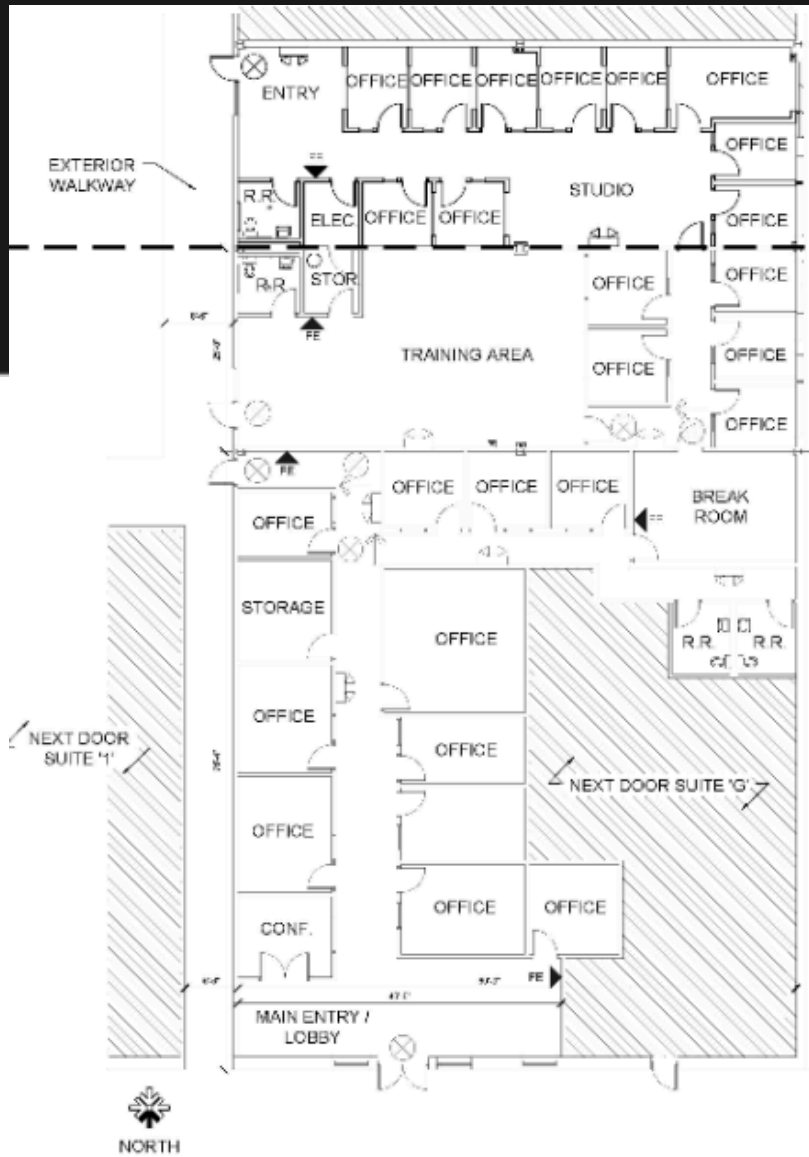 OFFICE OFFICE OFFICE OFFICE OFFICE OFFICE
ENTRY
OFFICE
EXTERIOR
WALKWAY
STUDIO
R.R.
ELEC.
OFFICE OFFICE
OFFICE
OFFICE
OFFICE
R.R.
STOR.
FE
TRAINING AREA
OFFICE
OFFICE
OFFICE
FE
OFFICE OFFICE OFFICE
BREAK
ROOM
OFFICE
STORAGE
OFFICE
R.R. R.R.
OFFICE
NEXT DOOR
SUITE '1'
OFFICE
NEXT DOOR SUITE 'G'
OFFICE
OFFICE OFFICE
CONF.
FE
MAIN ENTRY /
LOBBY
NORTH